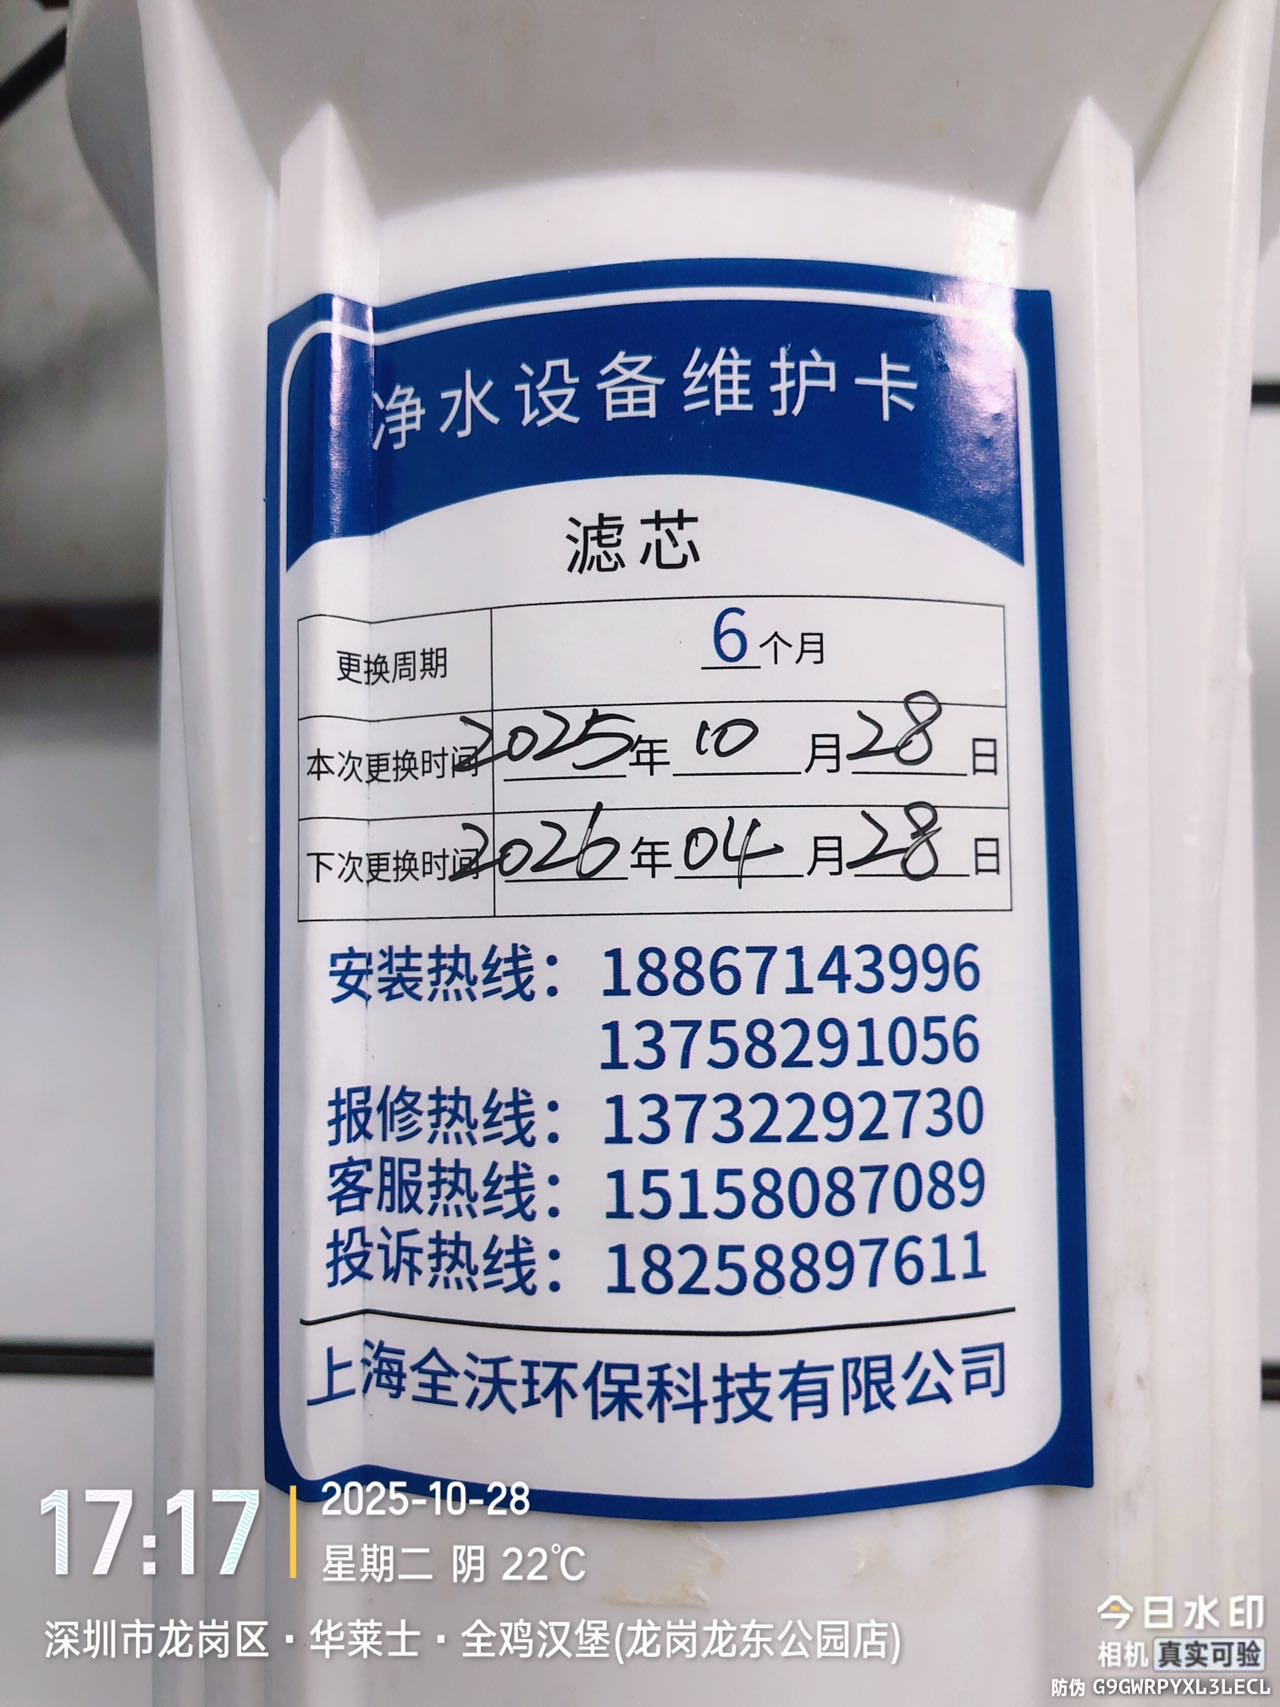 净水设备维护卡
滤芯
更换周期 6个月
本次更换时间 2025年10月28日
下次更换时间 2026年04月28日
安装热线：18867143996
13758291056
报修热线：13732292730
客服热线：15158087089
投诉热线：18258897611
上海全沃环保科技有限公司
17:17
2025-10-28
星期二 阴 22℃
深圳市龙岗区·华莱士·全鸡汉堡(龙岗龙东公园店)
今日水印
相机 真实可验
防伪 G9GWRPYXL3LECL